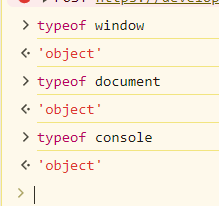 typeof window
'object'
typeof document
'object'
typeof console
'object'